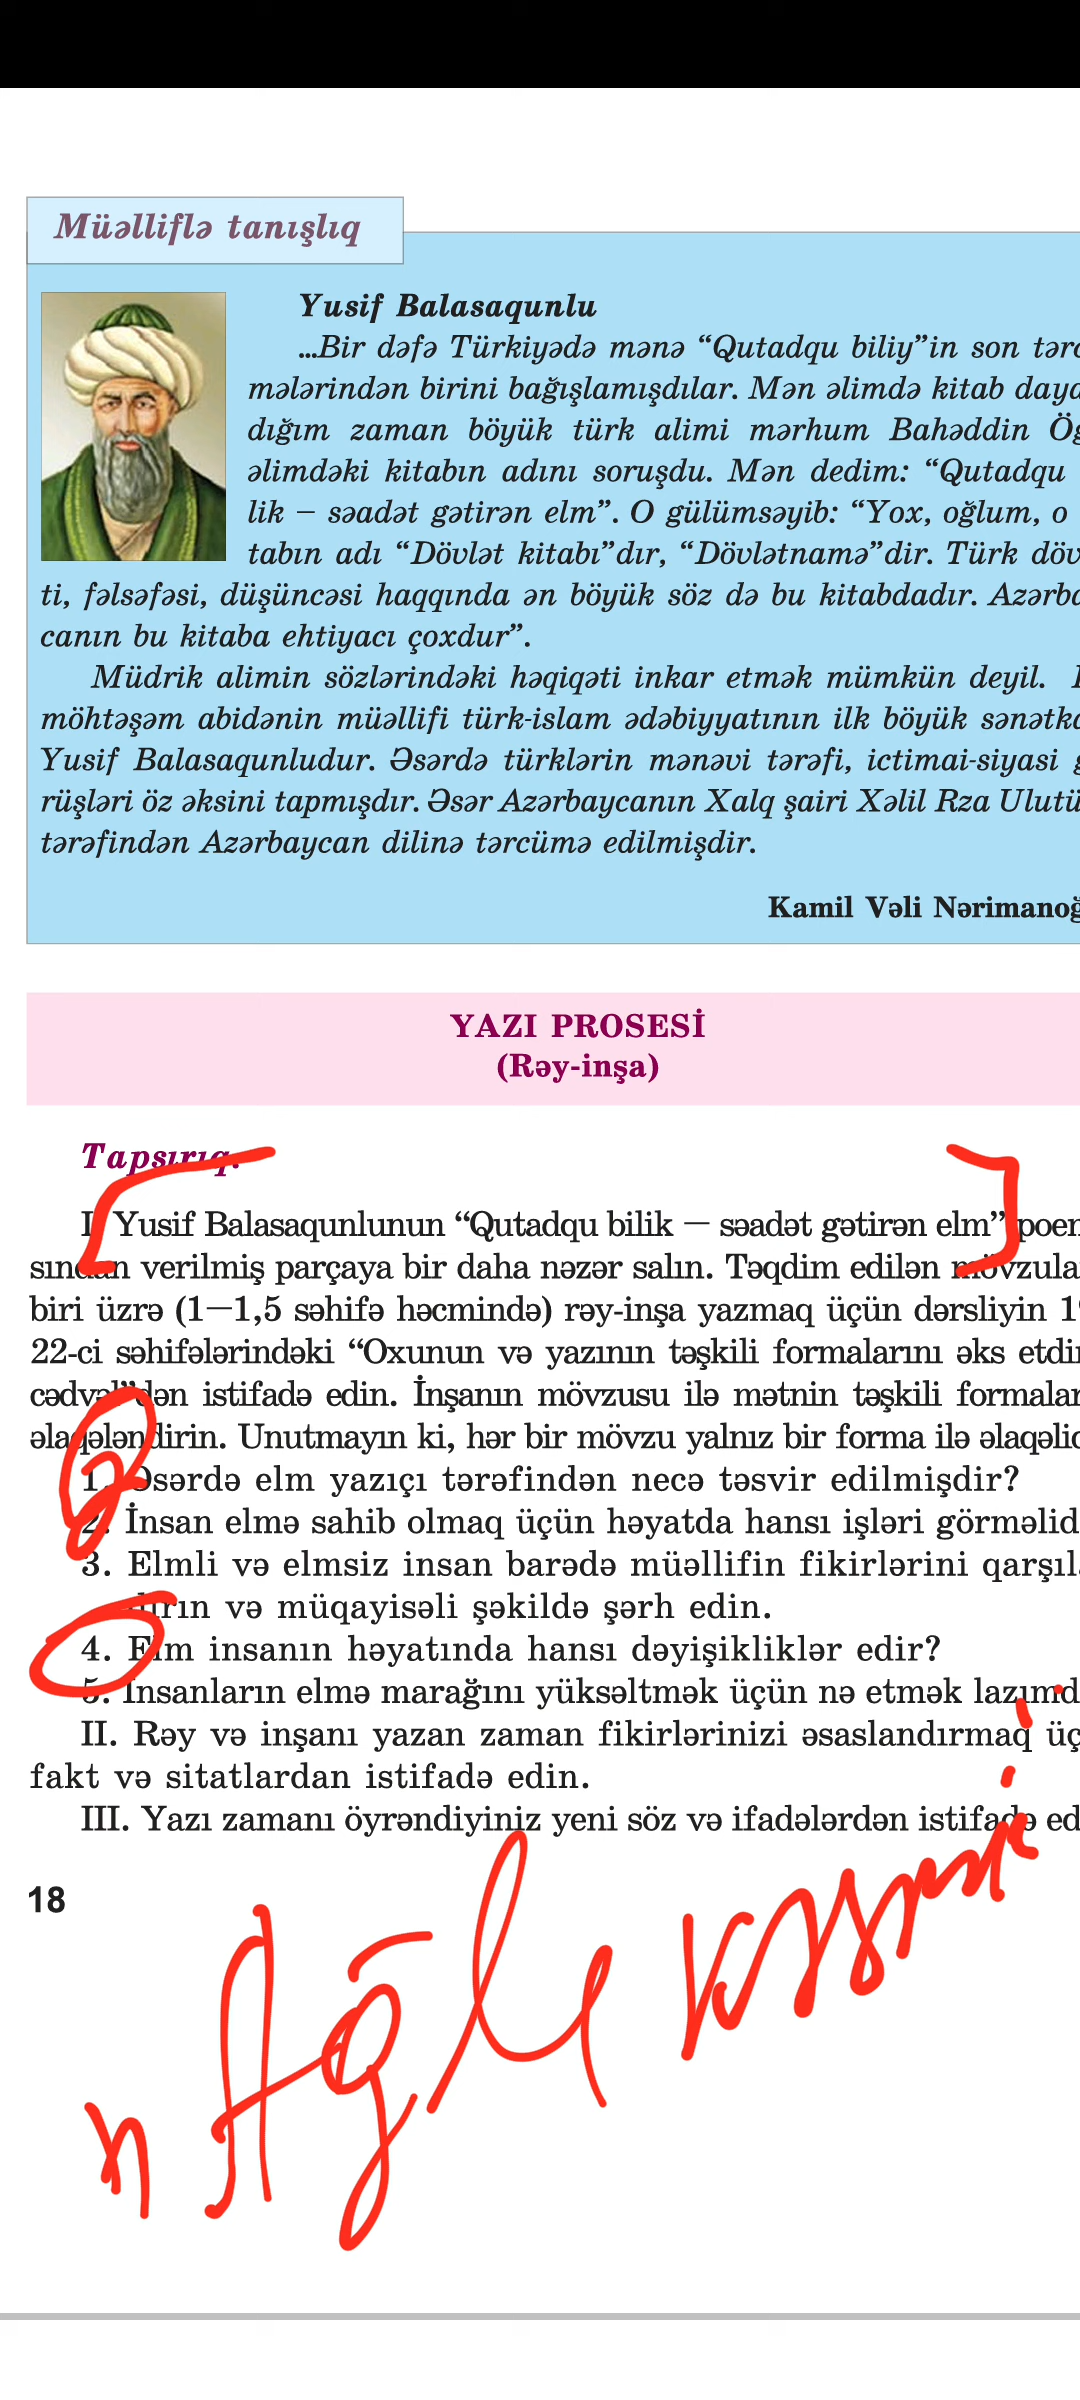 Müəlliflə tanışlıq
Yusif Balasaqunlu
...Bir dəfə Türkiyədə mənə “Qutadqu biliy”in son tərc
mələrindən birini bağışlamışdılar. Mən əlimdə kitab daya
dığım zaman böyük türk alimi mərhum Bahəddin Ög
əlimdəki kitabın adını soruşdu. Mən dedim: “Qutadqu
lik – səadət gətirən elm”. O gülümsəyib: “Yox, oğlum, o
tabın adı “Dövlət kitabı”dır, “Dövlətnamə”dir. Türk döv
ti, fəlsəfəsi, düşüncəsi haqqında ən böyük söz də bu kitabdadır. Azərba
canın bu kitaba ehtiyacı çoxdur”.
Müdrik alimin sözlərindəki həqiqəti inkar etmək mümkün deyil.
möhtəşəm abidənin müəllifi türk-islam ədəbiyyatının ilk böyük sənətka
Yusif Balasaqunludur. Əsərdə türklərin mənəvi tərəfi, ictimai-siyasi g
rüşləri öz əksini tapmışdır. Əsər Azərbaycanın Xalq şairi Xəlil Rza Ulutü
tərəfindən Azərbaycan dilinə tərcümə edilmişdir.
Kamil Vəli Nərimanoğ
YAZI PROSESİ
(Rəy-inşa)
Tapşırıq.
I. Yusif Balasaqunlunun “Qutadqu bilik – səadət gətirən elm” poem
sından verilmiş parçaya bir daha nəzər salın. Təqdim edilən mövzula
biri üzrə (1–1,5 səhifə həcmində) rəy-inşa yazmaq üçün dərsliyin 19
22-ci səhifələrindəki “Oxunun və yazının təşkili formalarını əks etdir
cədvəl”dən istifadə edin. İnşanın mövzusu ilə mətnin təşkili formalar
əlaqələndirin. Unutmayın ki, hər bir mövzu yalnız bir forma ilə əlaqəlid
1. Əsərdə elm yazıçı tərəfindən necə təsvir edilmişdir?
2. İnsan elmə sahib olmaq üçün həyatda hansı işləri görməlid
3. Elmli və elmsiz insan barədə müəllifin fikirlərini qarşıla
dırın və müqayisəli şəkildə şərh edin.
4. Elm insanın həyatında hansı dəyişikliklər edir?
5. İnsanların elmə marağını yüksəltmək üçün nə etmək lazımd
II. Rəy və inşanı yazan zaman fikirlərinizi əsaslandırmaq üç
fakt və sitatlardan istifadə edin.
III. Yazı zamanı öyrəndiyiniz yeni söz və ifadələrdən istifadə ed
18